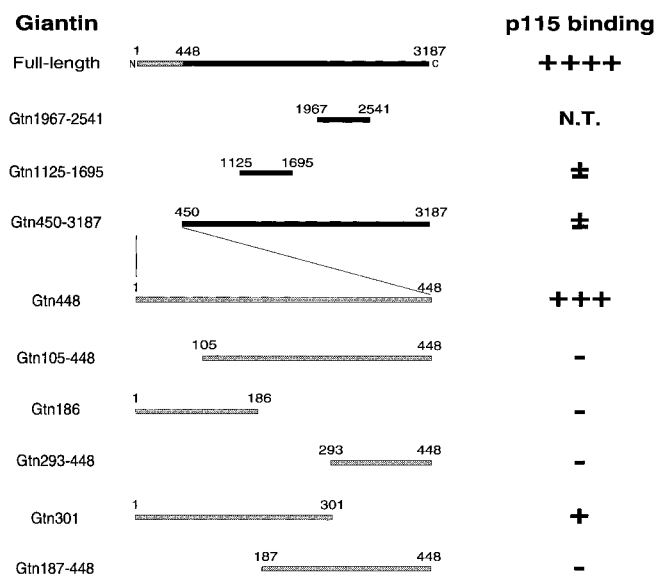 Giantin p115 binding
1 448 3187
Full-length N C ++++
1967 2541
Gtn1967-2541 N.T.
1125 1695
Gtn1125-1695 ±
450 3187
Gtn450-3187 ±
1 448
Gtn448 +++
105 448
Gtn105-448 -
1 186
Gtn186 -
293 448
Gtn293-448 -
1 301
Gtn301 +
187 448
Gtn187-448 -